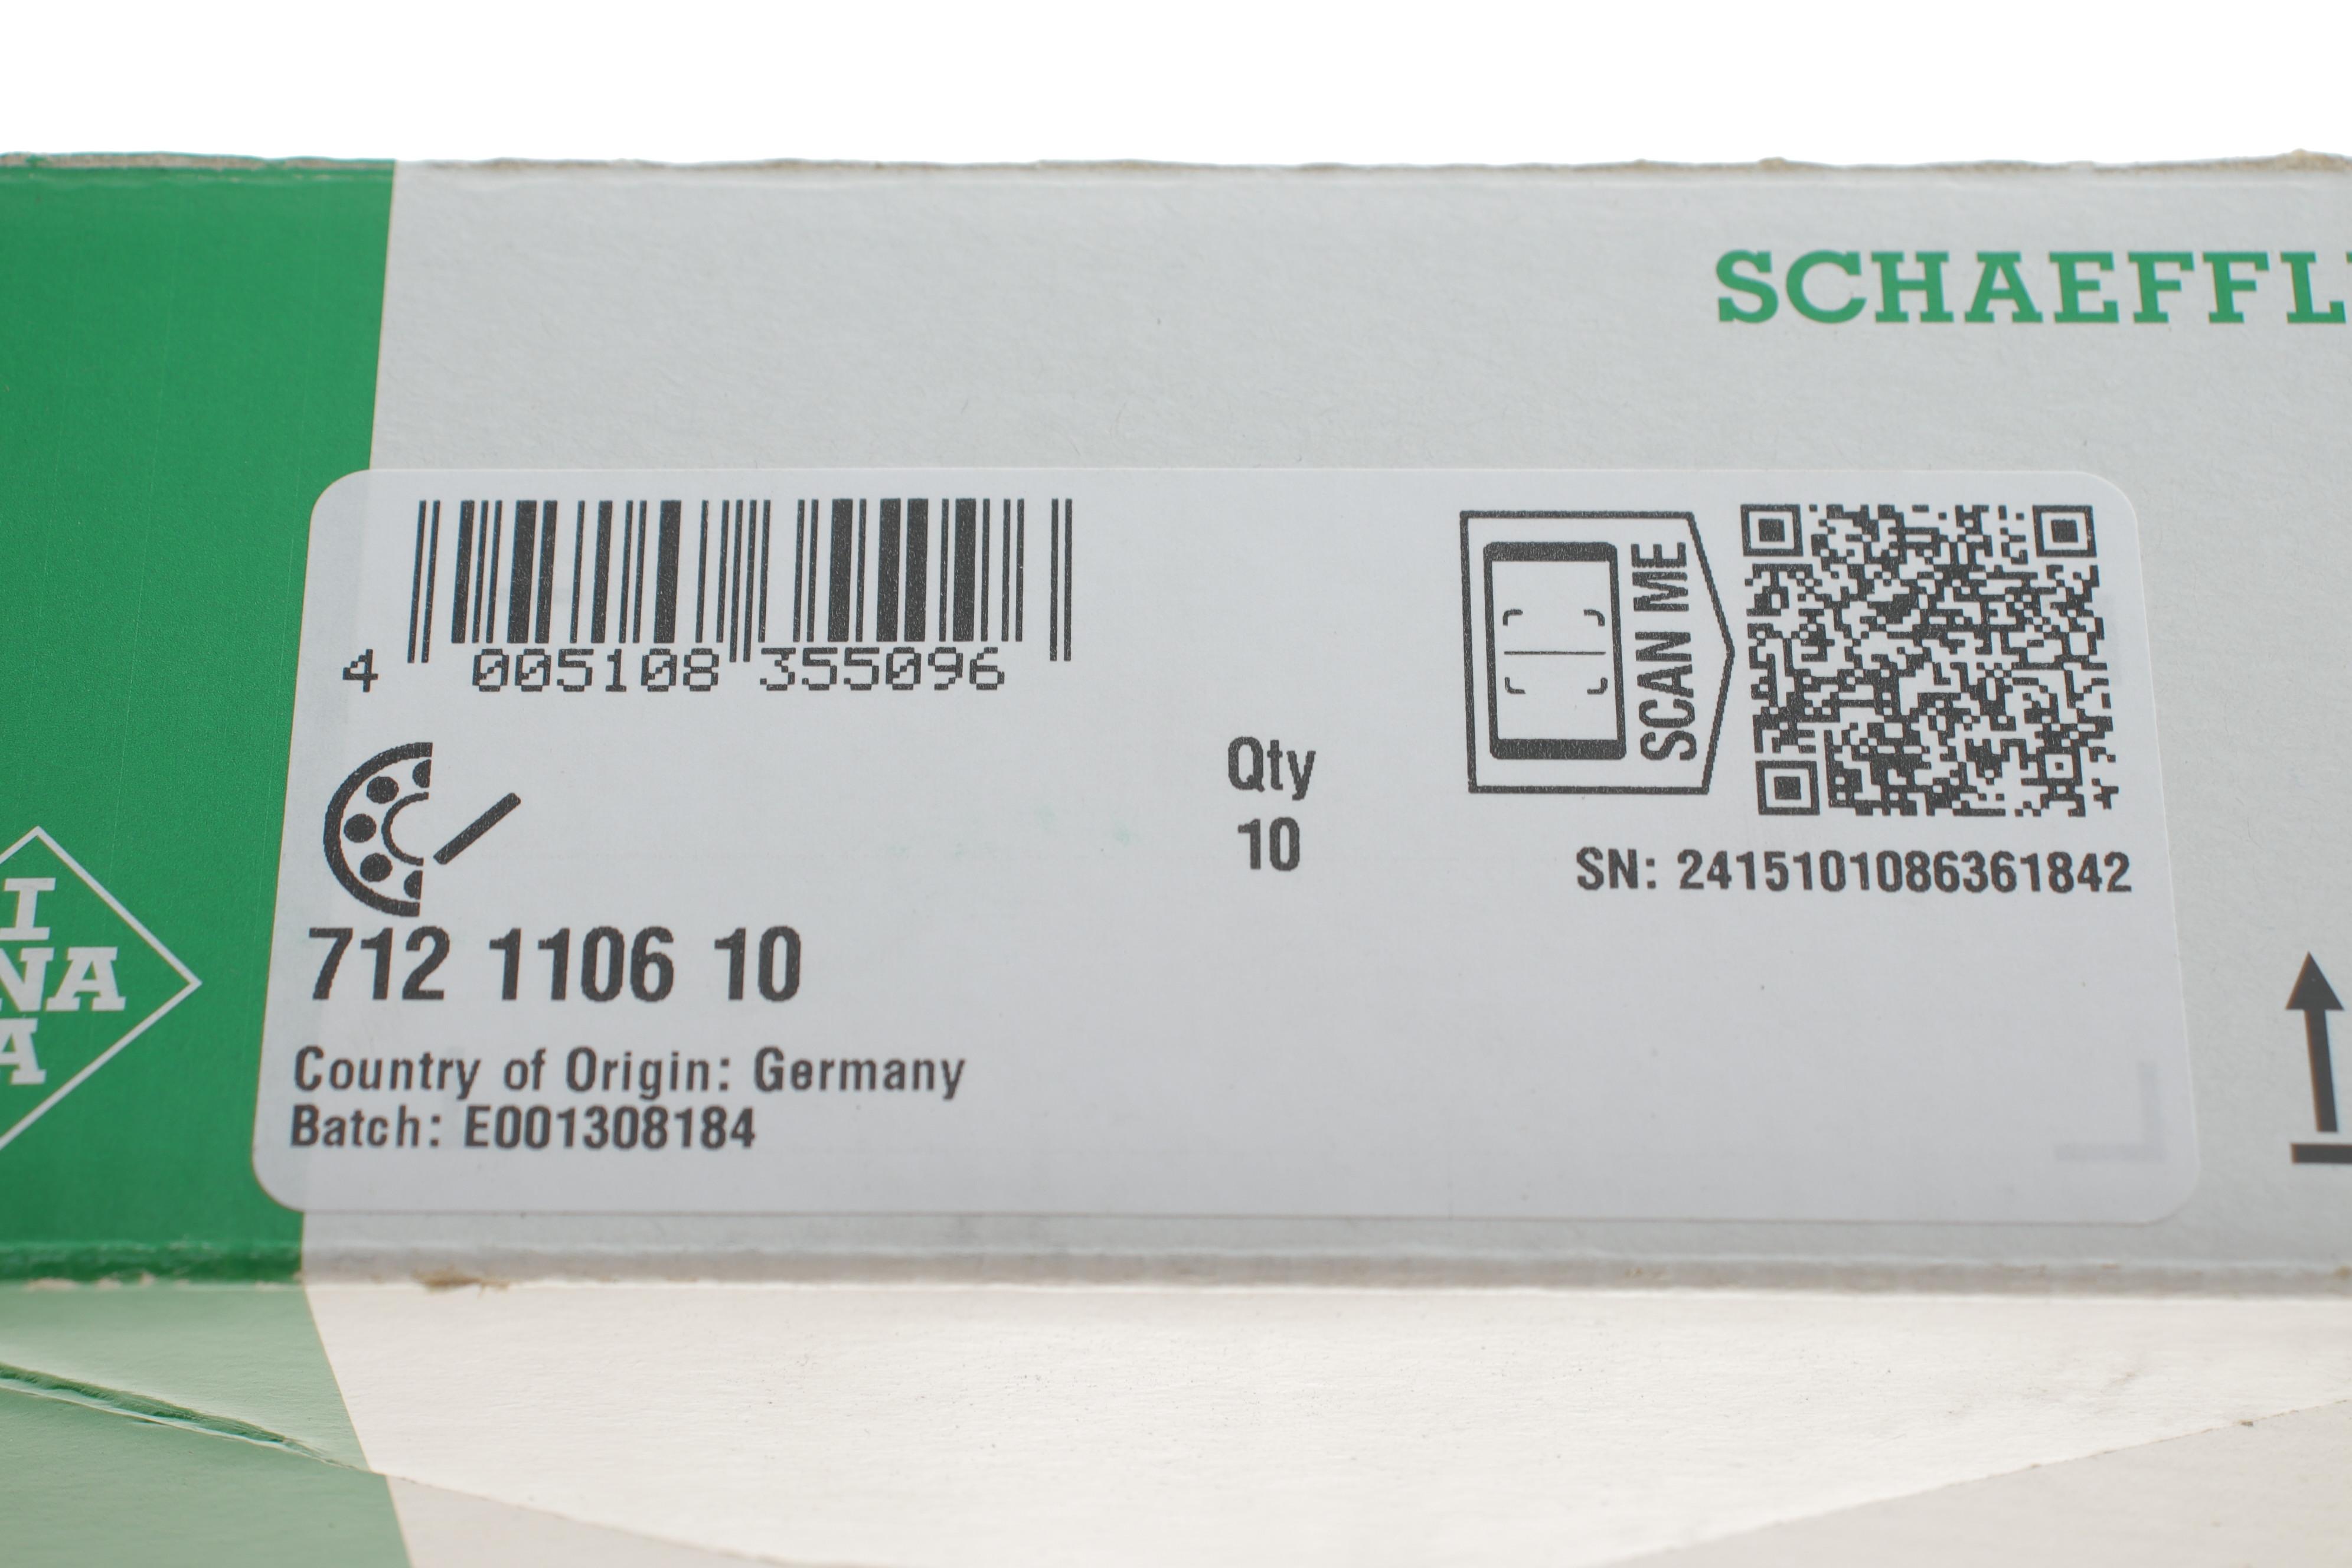 SCHAEFFL
4 005108 355096
SCAN ME
Qty
10
SN: 2415101086361842
712 1106 10
Country of Origin: Germany
Batch: E001308184
I
NA
A